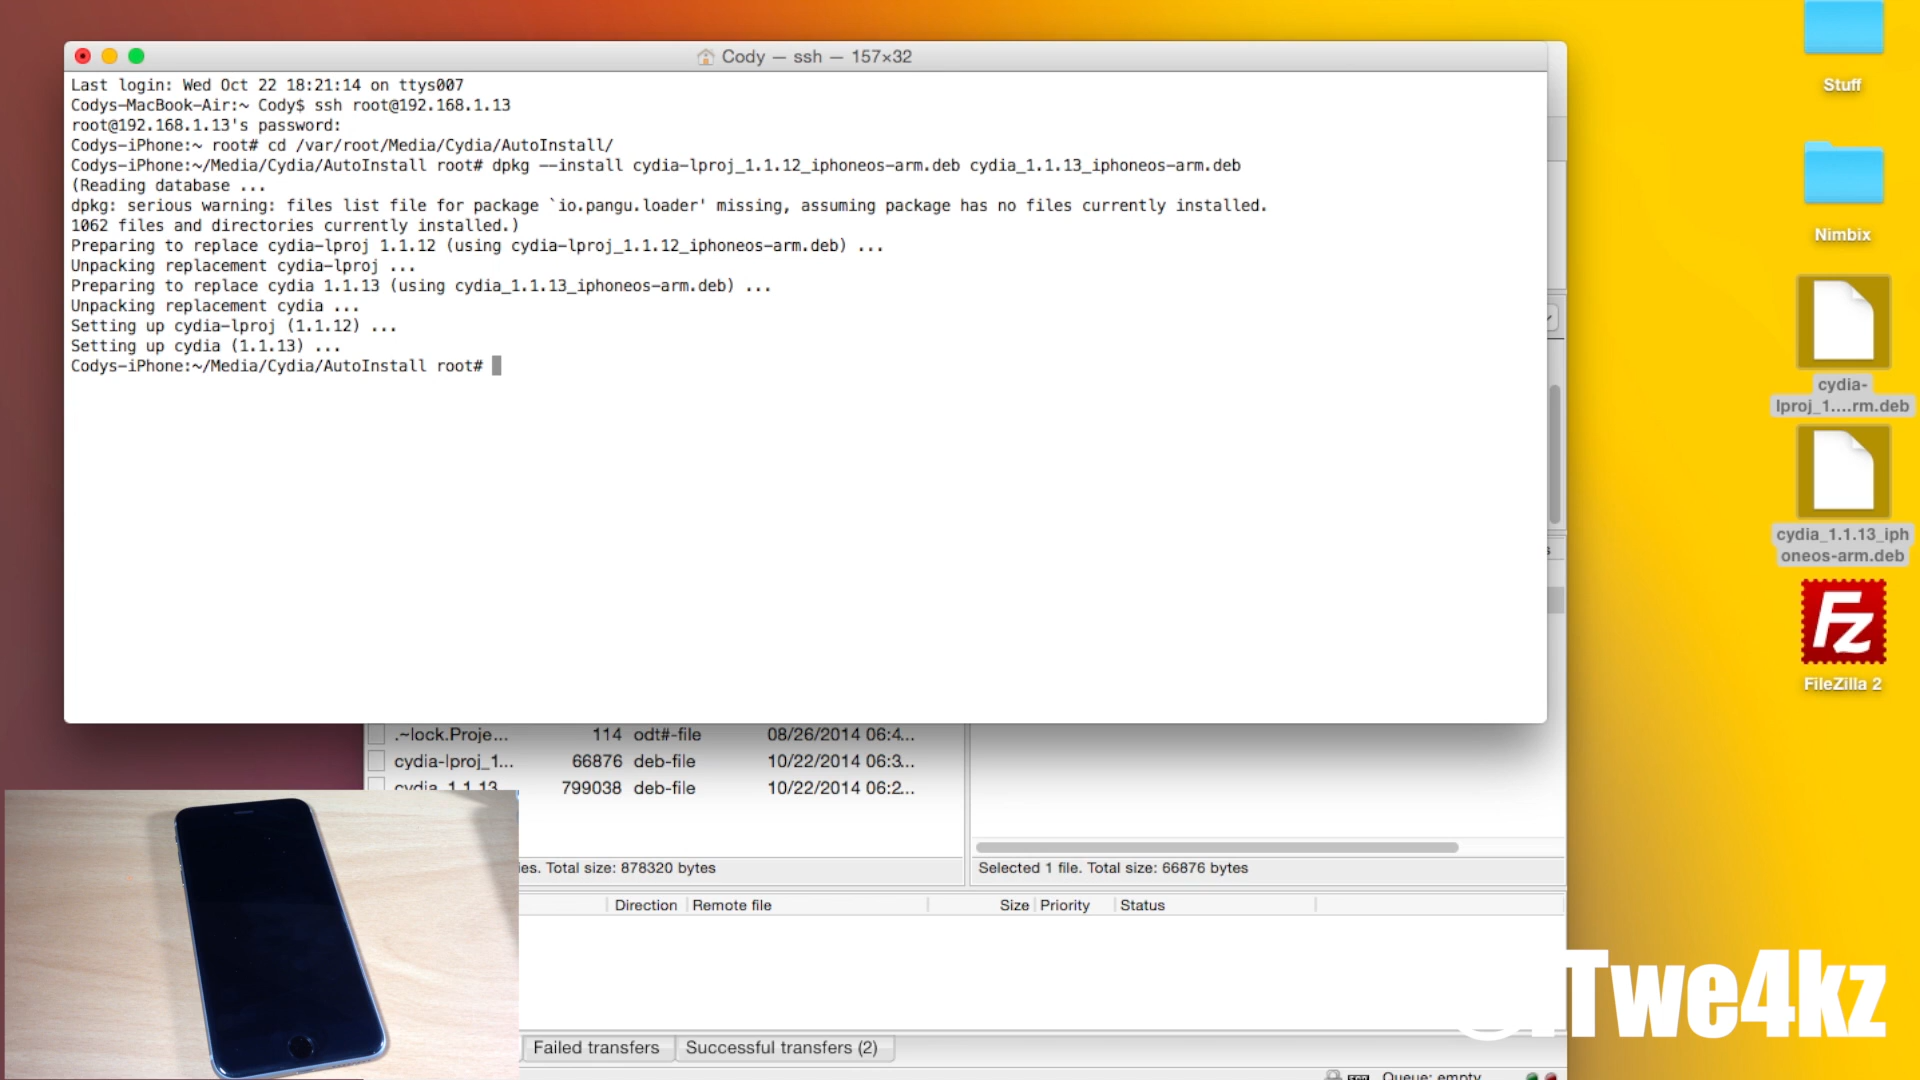 Cody — ssh — 157×32
Last login: Wed Oct 22 18:21:14 on ttys007
Codys-MacBook-Air:~ Cody$ ssh root@192.168.1.13
root@192.168.1.13's password:
Codys-iPhone:~ root# cd /var/root/Media/Cydia/AutoInstall/
Codys-iPhone:~/Media/Cydia/AutoInstall root# dpkg --install cydia-lproj_1.1.12_iphoneos-arm.deb cydia_1.1.13_iphoneos-arm.deb
(Reading database ...
dpkg: serious warning: files list file for package `io.pangu.loader' missing, assuming package has no files currently installed.
1062 files and directories currently installed.)
Preparing to replace cydia-lproj 1.1.12 (using cydia-lproj_1.1.12_iphoneos-arm.deb) ...
Unpacking replacement cydia-lproj ...
Preparing to replace cydia 1.1.13 (using cydia_1.1.13_iphoneos-arm.deb) ...
Unpacking replacement cydia ...
Setting up cydia-lproj (1.1.12) ...
Setting up cydia (1.1.13) ...
Codys-iPhone:~/Media/Cydia/AutoInstall root#
Stuff
Nimbix
cydia-
lproj_1....rm.deb
cydia_1.1.13_iph
oneos-arm.deb
FileZilla 2
.~lock.Proje... 114 odt#-file 08/26/2014 06:4...
cydia-lproj_1... 66876 deb-file 10/22/2014 06:3...
cydia_1.1.13... 799038 deb-file 10/22/2014 06:2...
ies. Total size: 878320 bytes
Selected 1 file. Total size: 66876 bytes
Direction Remote file Size Priority Status
Failed transfers Successful transfers (2)
Queue: empty
Twe4kz